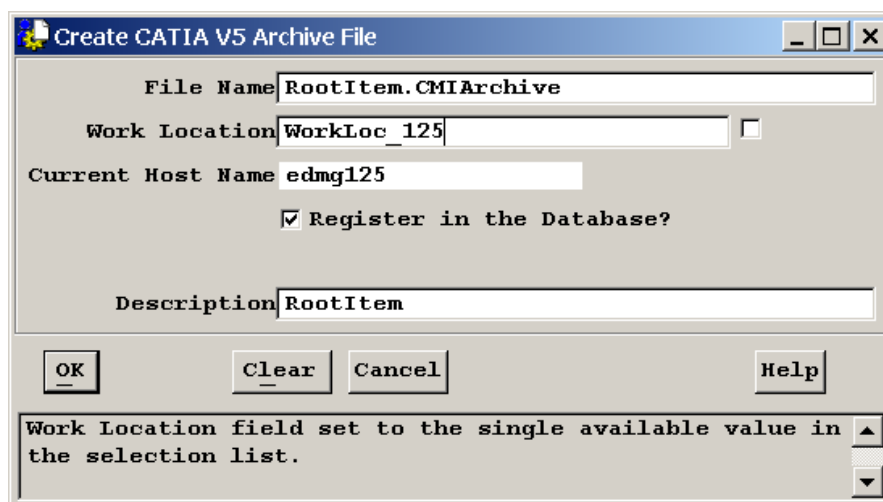 Create CATIA V5 Archive File
File Name RootItem.CMIArchive
Work Location WorkLoc_125
Current Host Name edmg125
Register in the Database?
Description RootItem
OK Clear Cancel Help
Work Location field set to the single available value in
the selection list.